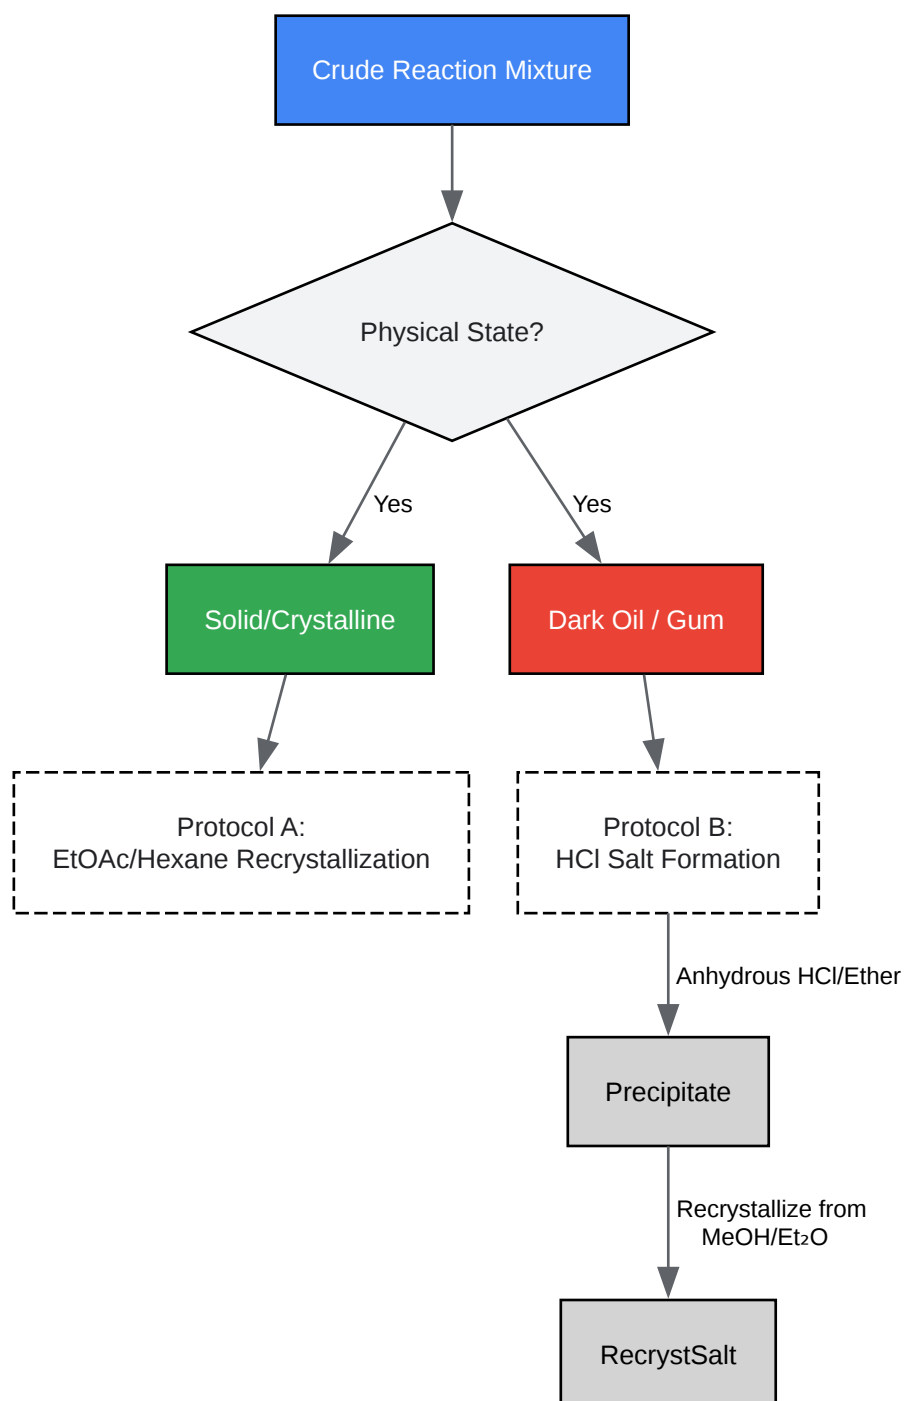 Crude Reaction Mixture
Physical State?
Yes
Yes
Solid/Crystalline
Dark Oil / Gum
Protocol A:
EtOAc/Hexane Recrystallization
Protocol B:
HCl Salt Formation
Anhydrous HCl/Ether
Precipitate
Recrystallize from
MeOH/Et₂O
RecrystSalt